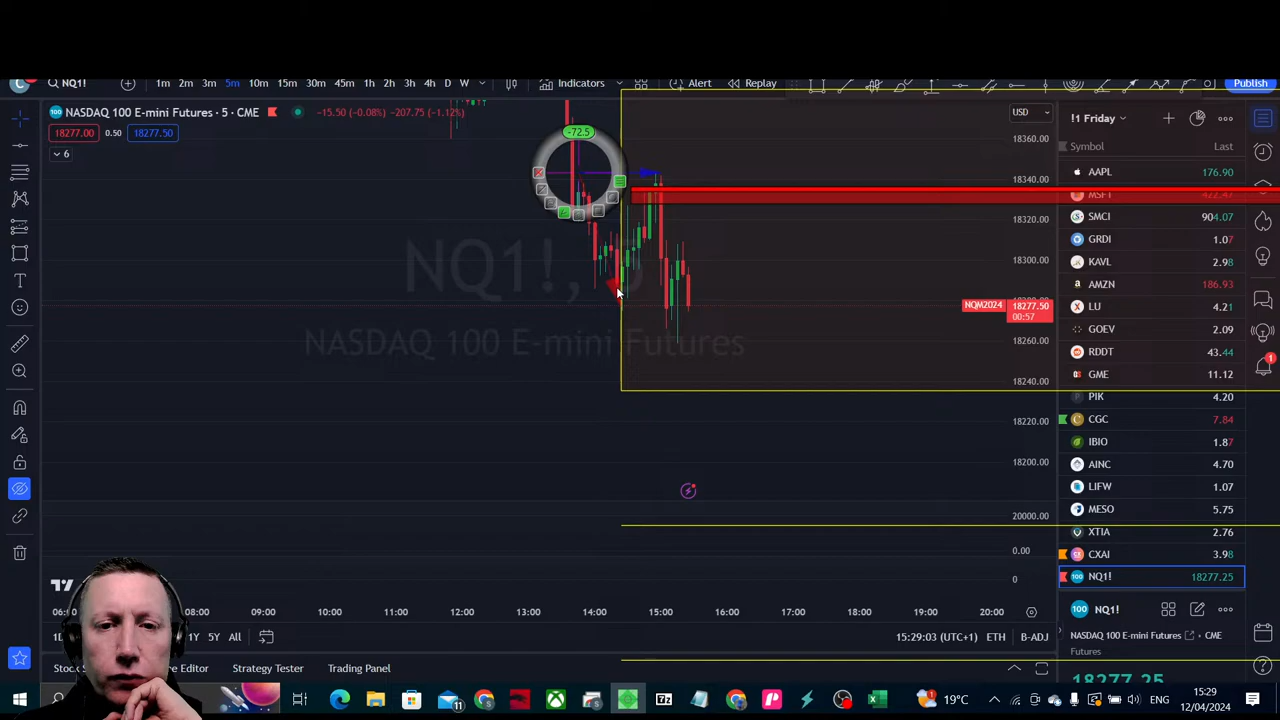 NQ1!
1m 2m 3m 5m 10m 15m 30m 45m 1h 2h 3h 4h D W
Indicators
Alert
Replay
Publish
NASDAQ 100 E-mini Futures · 5 · CME
−15.50 (−0.08%) −207.75 (−1.12%)
18277.00 0.50 18277.50
6
-72.5
USD
18360.00
18340.00
18320.00
18300.00
NQM2024 18277.50
00:57
18260.00
18240.00
18220.00
18200.00
20000.00
0.00
0
NQ1!, 5
NASDAQ 100 E-mini Futures
!1 Friday
Symbol Last
AAPL 176.90
MSFT 422.47
SMCI 904.07
GRDI 1.07
KAVL 2.98
AMZN 186.93
LU 4.21
GOEV 2.09
RDDT 43.44
GME 11.12
PIK 4.20
CGC 7.84
IBIO 1.87
AINC 4.70
LIFW 1.07
MESO 5.75
XTIA 2.76
CXAI 3.98
NQ1! 18277.25
100 NQ1!
NASDAQ 100 E-mini Futures · CME
Futures
18277.25
08:00 09:00 10:00 11:00 12:00 13:00 14:00 15:00 16:00 17:00 18:00 19:00 20:00
1Y 5Y All
15:29:03 (UTC+1) ETH B-ADJ
Strategy Tester
Trading Panel
11
19°C
ENG
15:29
12/04/2024